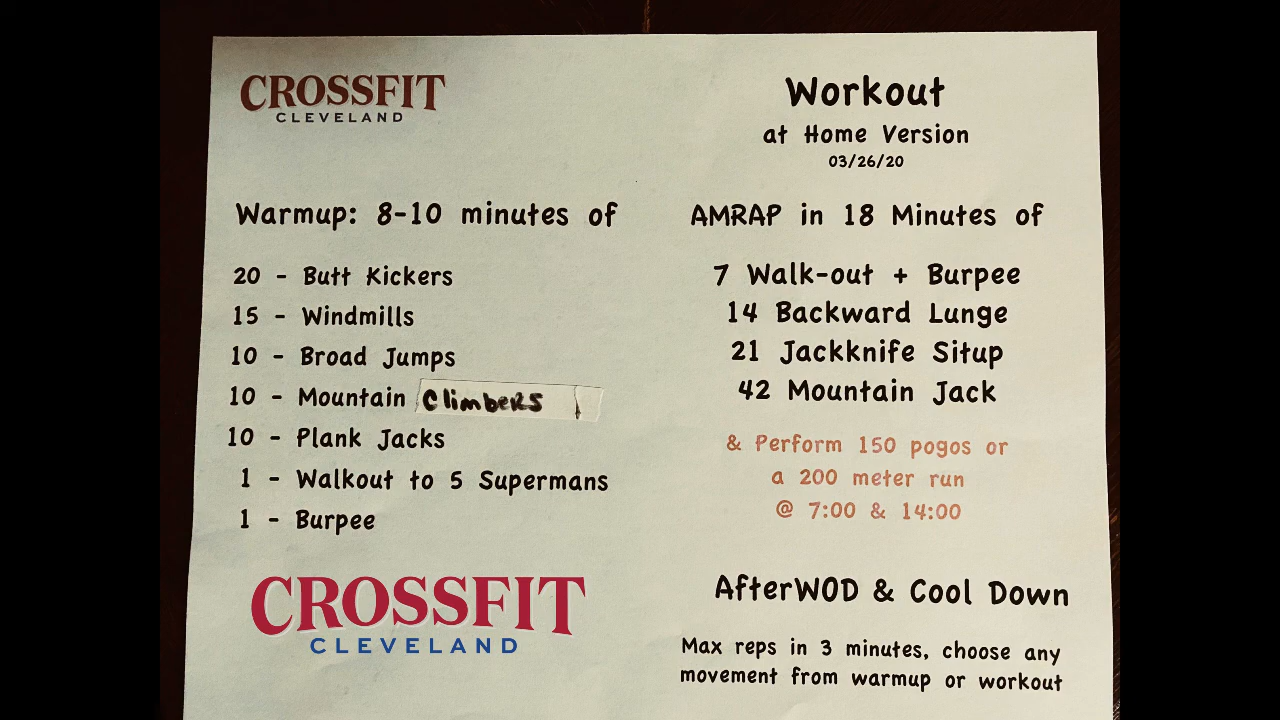 CROSSFIT
CLEVELAND
Workout
at Home Version
03/26/20
Warmup: 8-10 minutes of
20 - Butt Kickers
15 - Windmills
10 - Broad Jumps
10 - Mountain Climbers
10 - Plank Jacks
1 - Walkout to 5 Supermans
1 - Burpee
CROSSFIT
CLEVELAND
AMRAP in 18 Minutes of
7 Walk-out + Burpee
14 Backward Lunge
21 Jackknife Situp
42 Mountain Jack
& Perform 150 pogos or
a 200 meter run
@ 7:00 & 14:00
AfterWOD & Cool Down
Max reps in 3 minutes, choose any
movement from warmup or workout